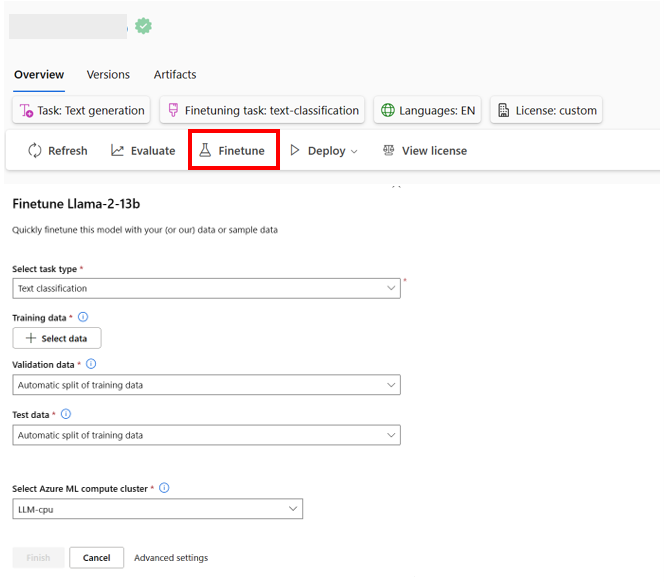 Overview Versions Artifacts
Task: Text generation Finetuning task: text-classification Languages: EN License: custom
Refresh Evaluate Finetune Deploy View license
Finetune Llama-2-13b
Quickly finetune this model with your (or our) data or sample data
Select task type *
Text classification *
Training data *
Select data
Validation data *
Automatic split of training data
Test data *
Automatic split of training data
Select Azure ML compute cluster *
LLM-cpu
Finish Cancel Advanced settings